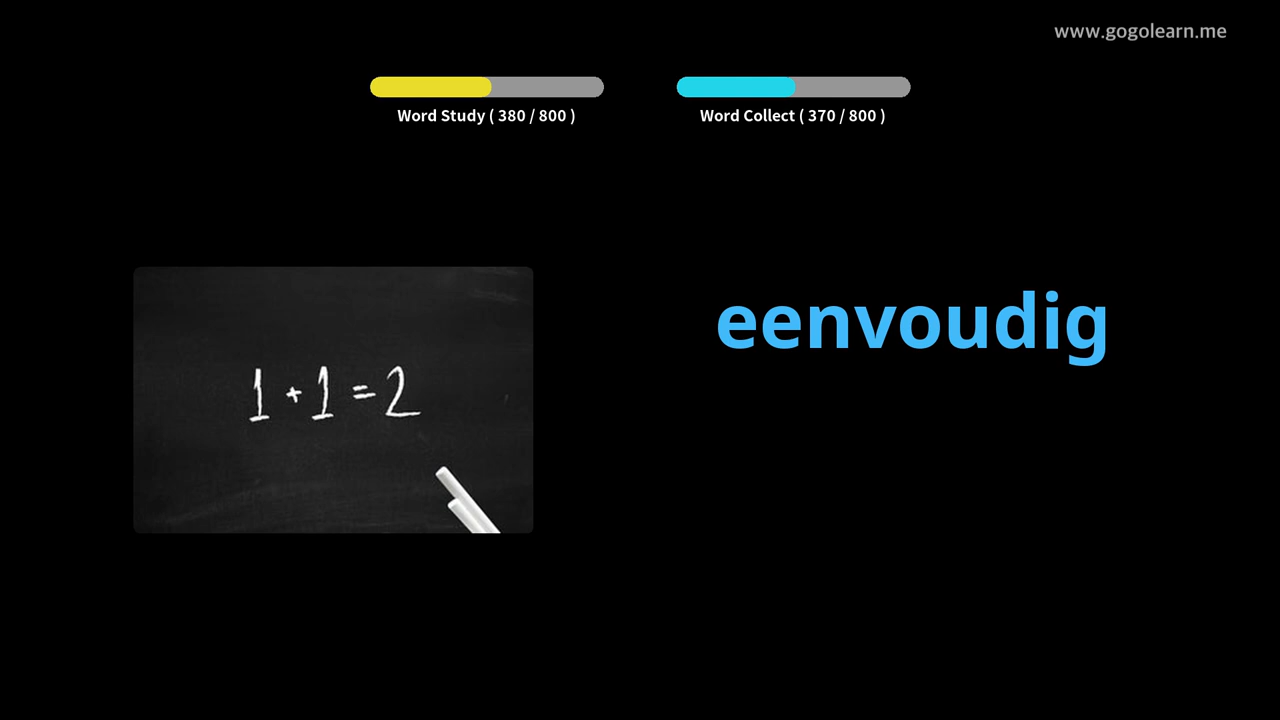 www.gogolearn.me
Word Study ( 380 / 800 )
Word Collect ( 370 / 800 )
eenvoudig
1 + 1 = 2